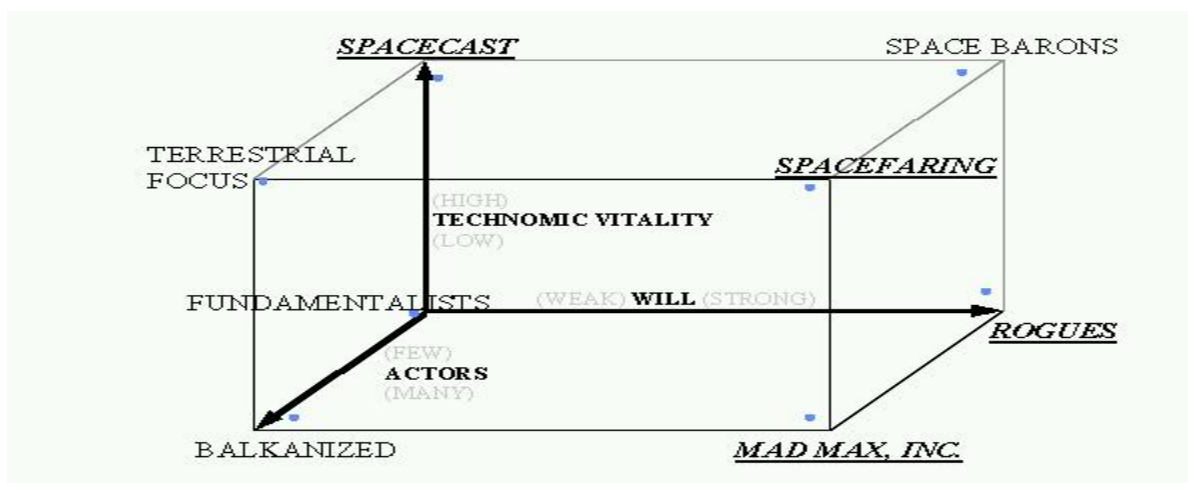 SPACECAST
SPACE BARONS
TERRESTRIAL
FOCUS
SPACEFARING
(HIGH)
TECHNOMIC VITALITY
(LOW)
FUNDAMENTALISTS
(WEAK) WILL (STRONG)
ROGUES
(FEW)
ACTORS
(MANY)
BALKANIZED
MAD MAX, INC.